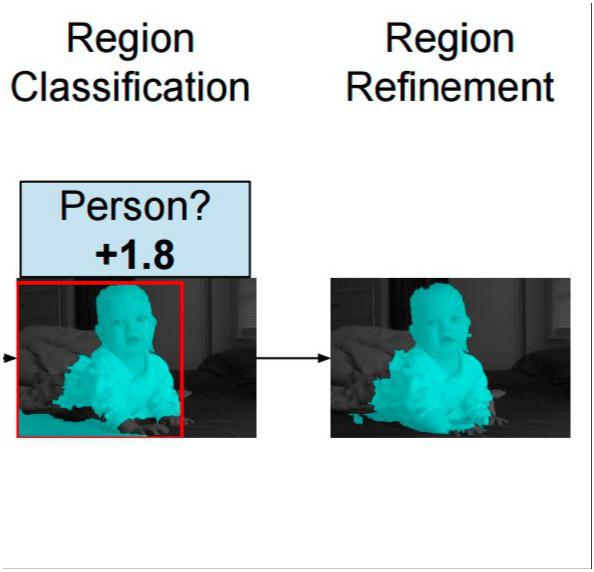 Region
Classification
Region
Refinement
Person?
+1.8